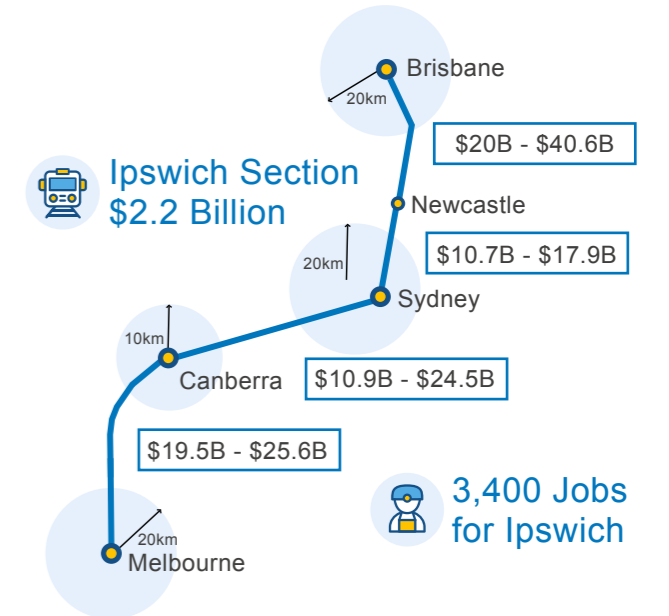 Brisbane
20km
$20B - $40.6B
Ipswich Section
$2.2 Billion
Newcastle
$10.7B - $17.9B
20km
Sydney
10km
Canberra
$10.9B - $24.5B
$19.5B - $25.6B
3,400 Jobs
for Ipswich
20km
Melbourne